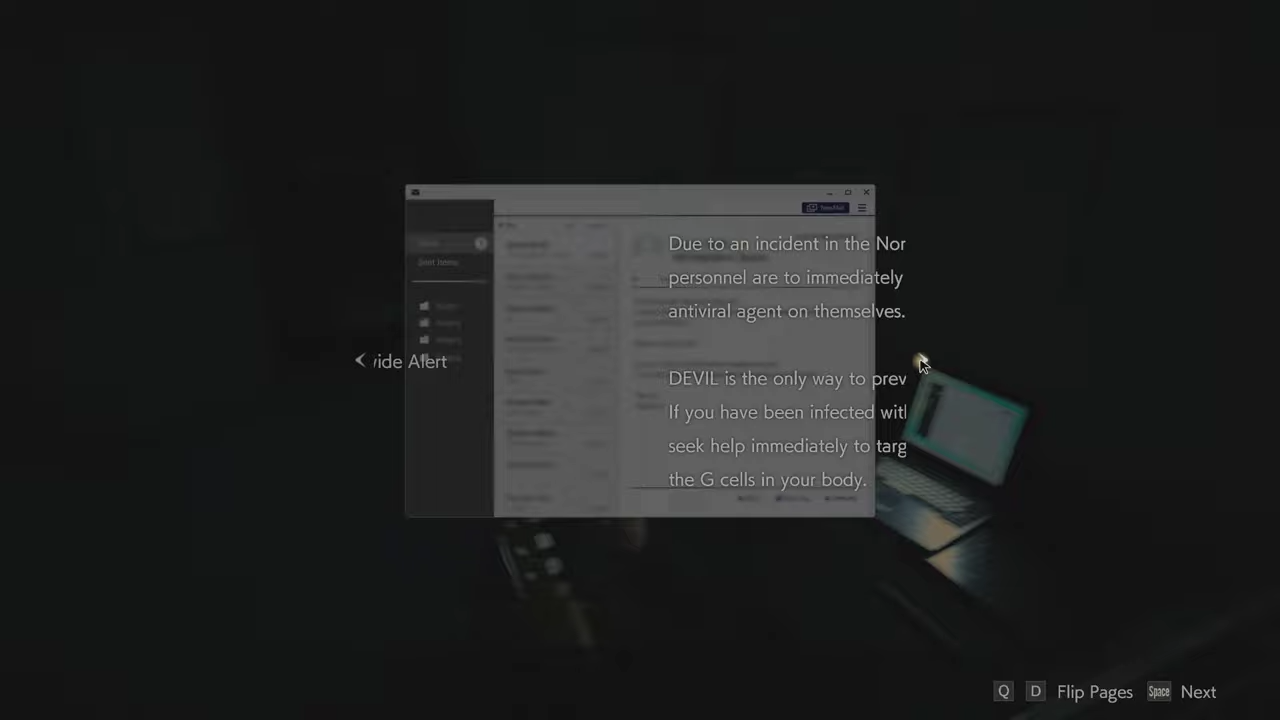 Due to an incident in the Nor
personnel are to immediately
antiviral agent on themselves.
vide Alert
DEVIL is the only way to prev
If you have been infected wit
seek help immediately to targ
the G cells in your body.
Sent Items
Q D Flip Pages Space Next